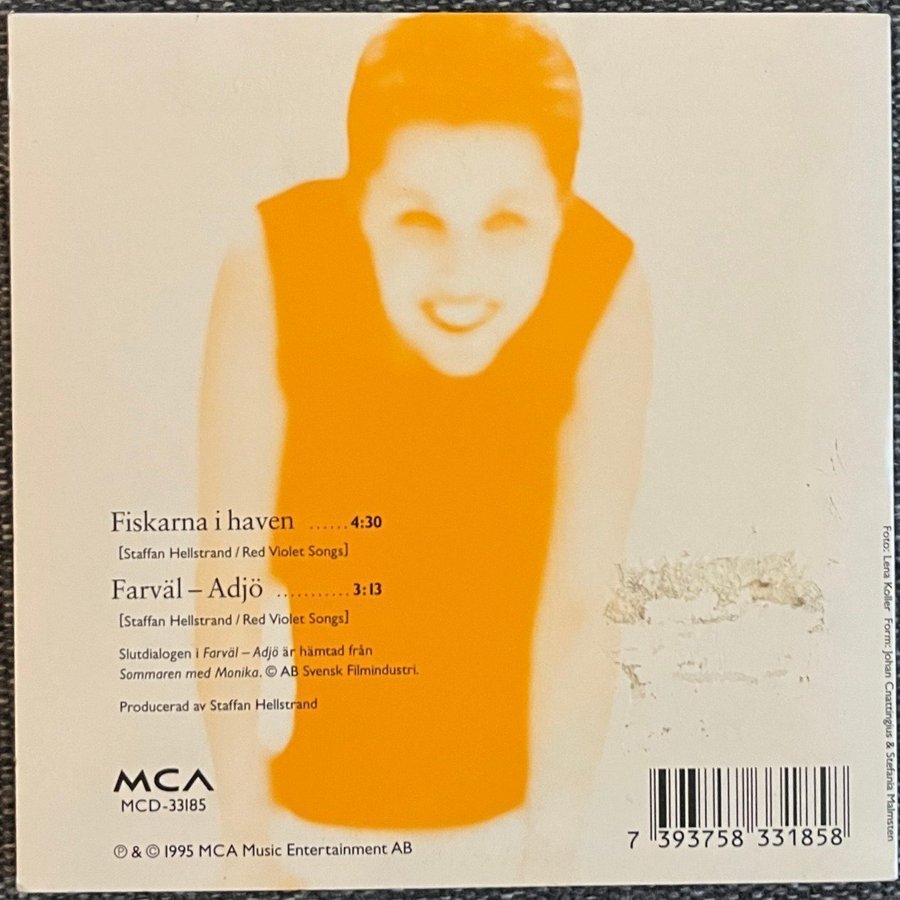 Fiskarna i haven ......4:30
[Staffan Hellstrand / Red Violet Songs]
Farväl – Adjö ...........3:13
[Staffan Hellstrand / Red Violet Songs]
Slutdialogen i Farväl – Adjö är hämtad från
Sommaren med Monika. © AB Svensk Filmindustri.
Producerad av Staffan Hellstrand
MCA
MCD-33185
℗ & © 1995 MCA Music Entertainment AB
7 393758 331858
Foto: Lena Koller Form: Johan Cnattingius & Stefania Malmsten